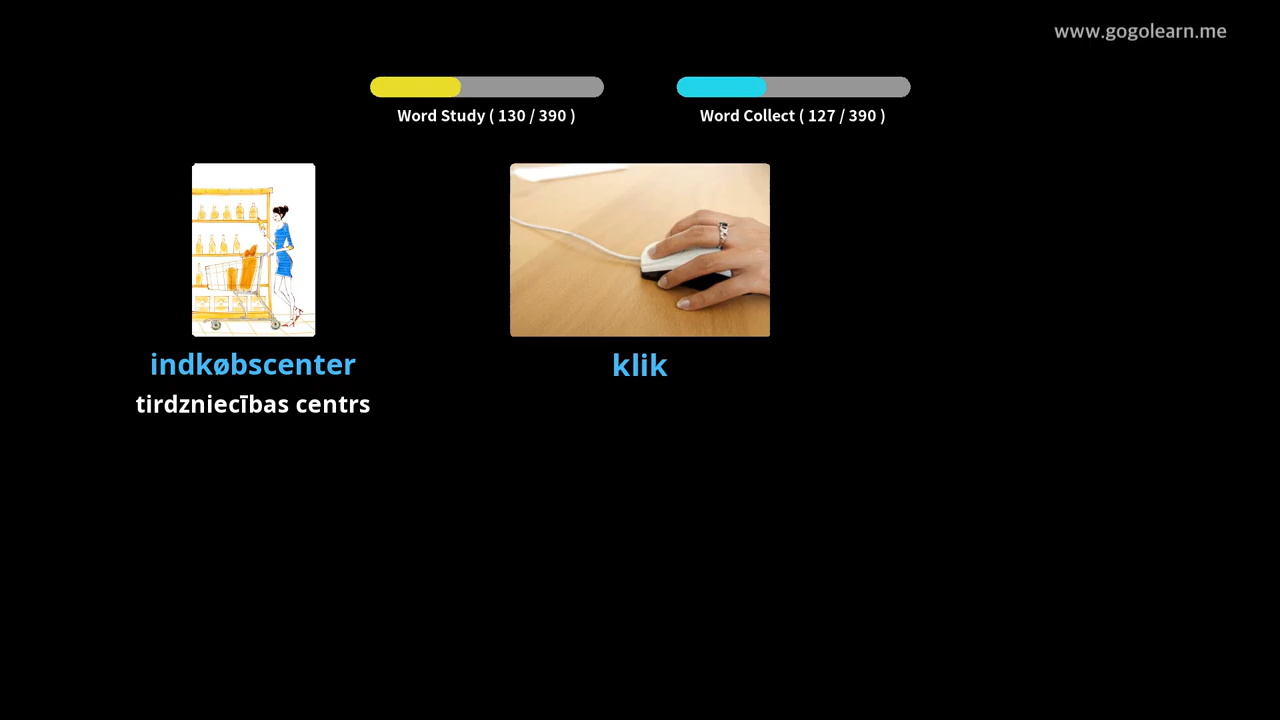 www.gogolearn.me
Word Study ( 130 / 390 )
Word Collect ( 127 / 390 )
indkøbscenter
klik
tirdzniecības centrs